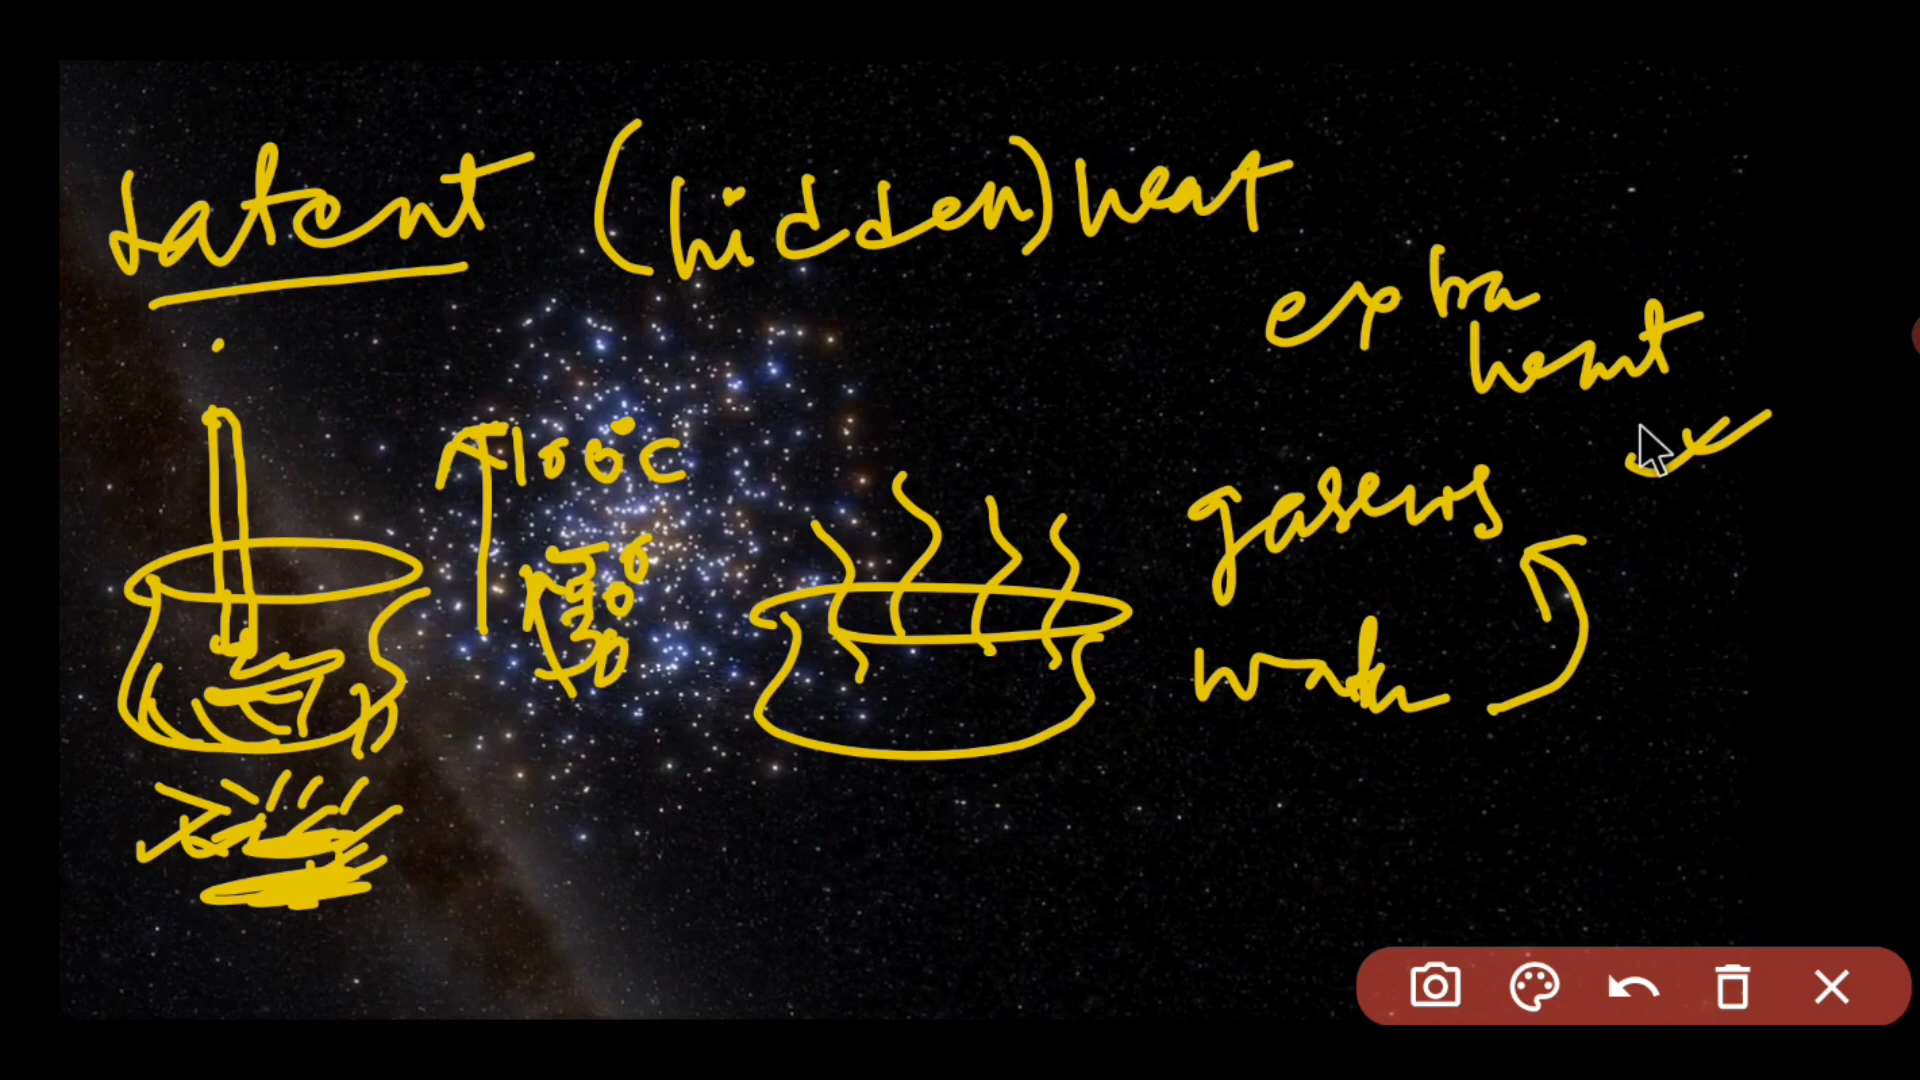 Latent (hidden) heat
extra
heat
100°C
gaseous
water